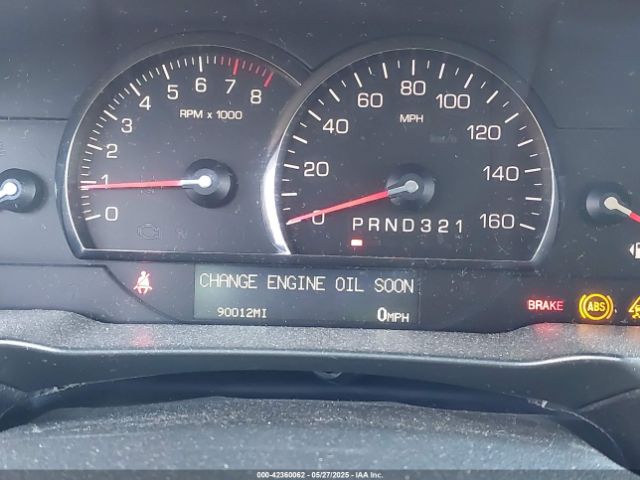 0 1 2 3 4 5 6 7 8
RPM x 1000
0 20 40 60 80 100 120 140 160
MPH
km/h
PRND321
CHANGE ENGINE OIL SOON
90012MI 0MPH
BRAKE ABS
000-42360062 | 05/27/2025 | IAA Inc.